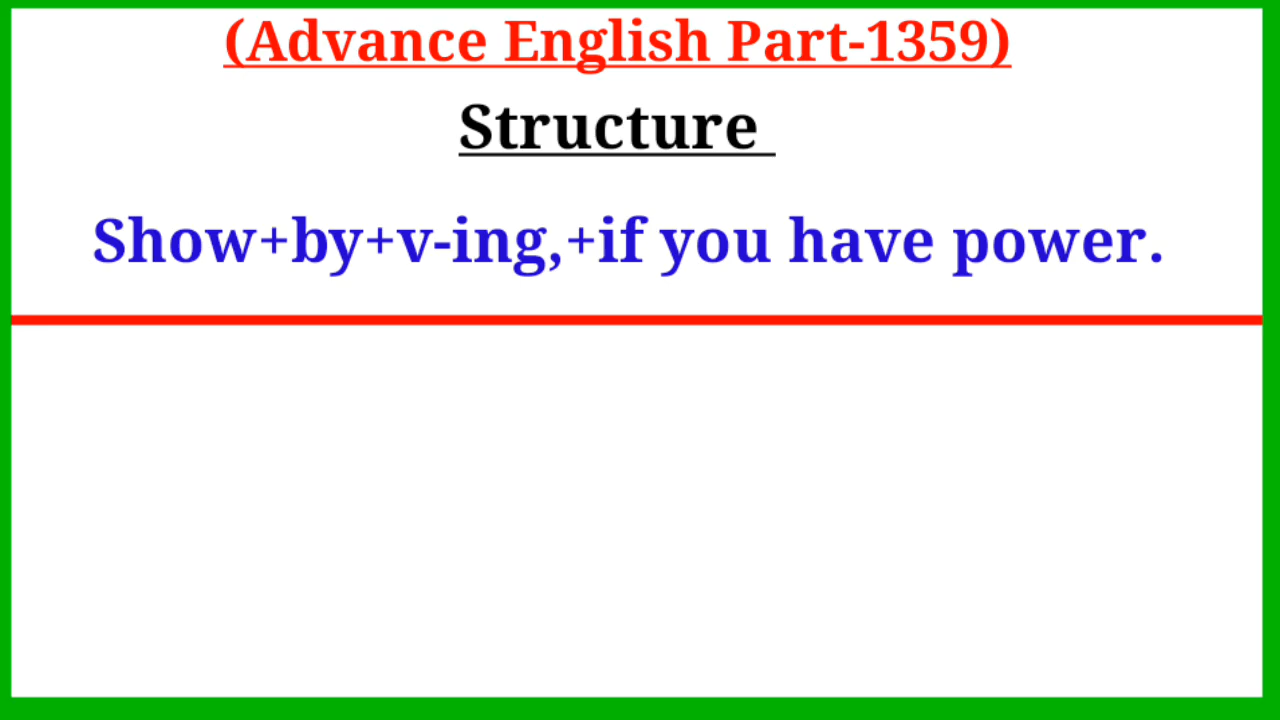 (Advance English Part-1359)
Structure
Show+by+v-ing,+if you have power.